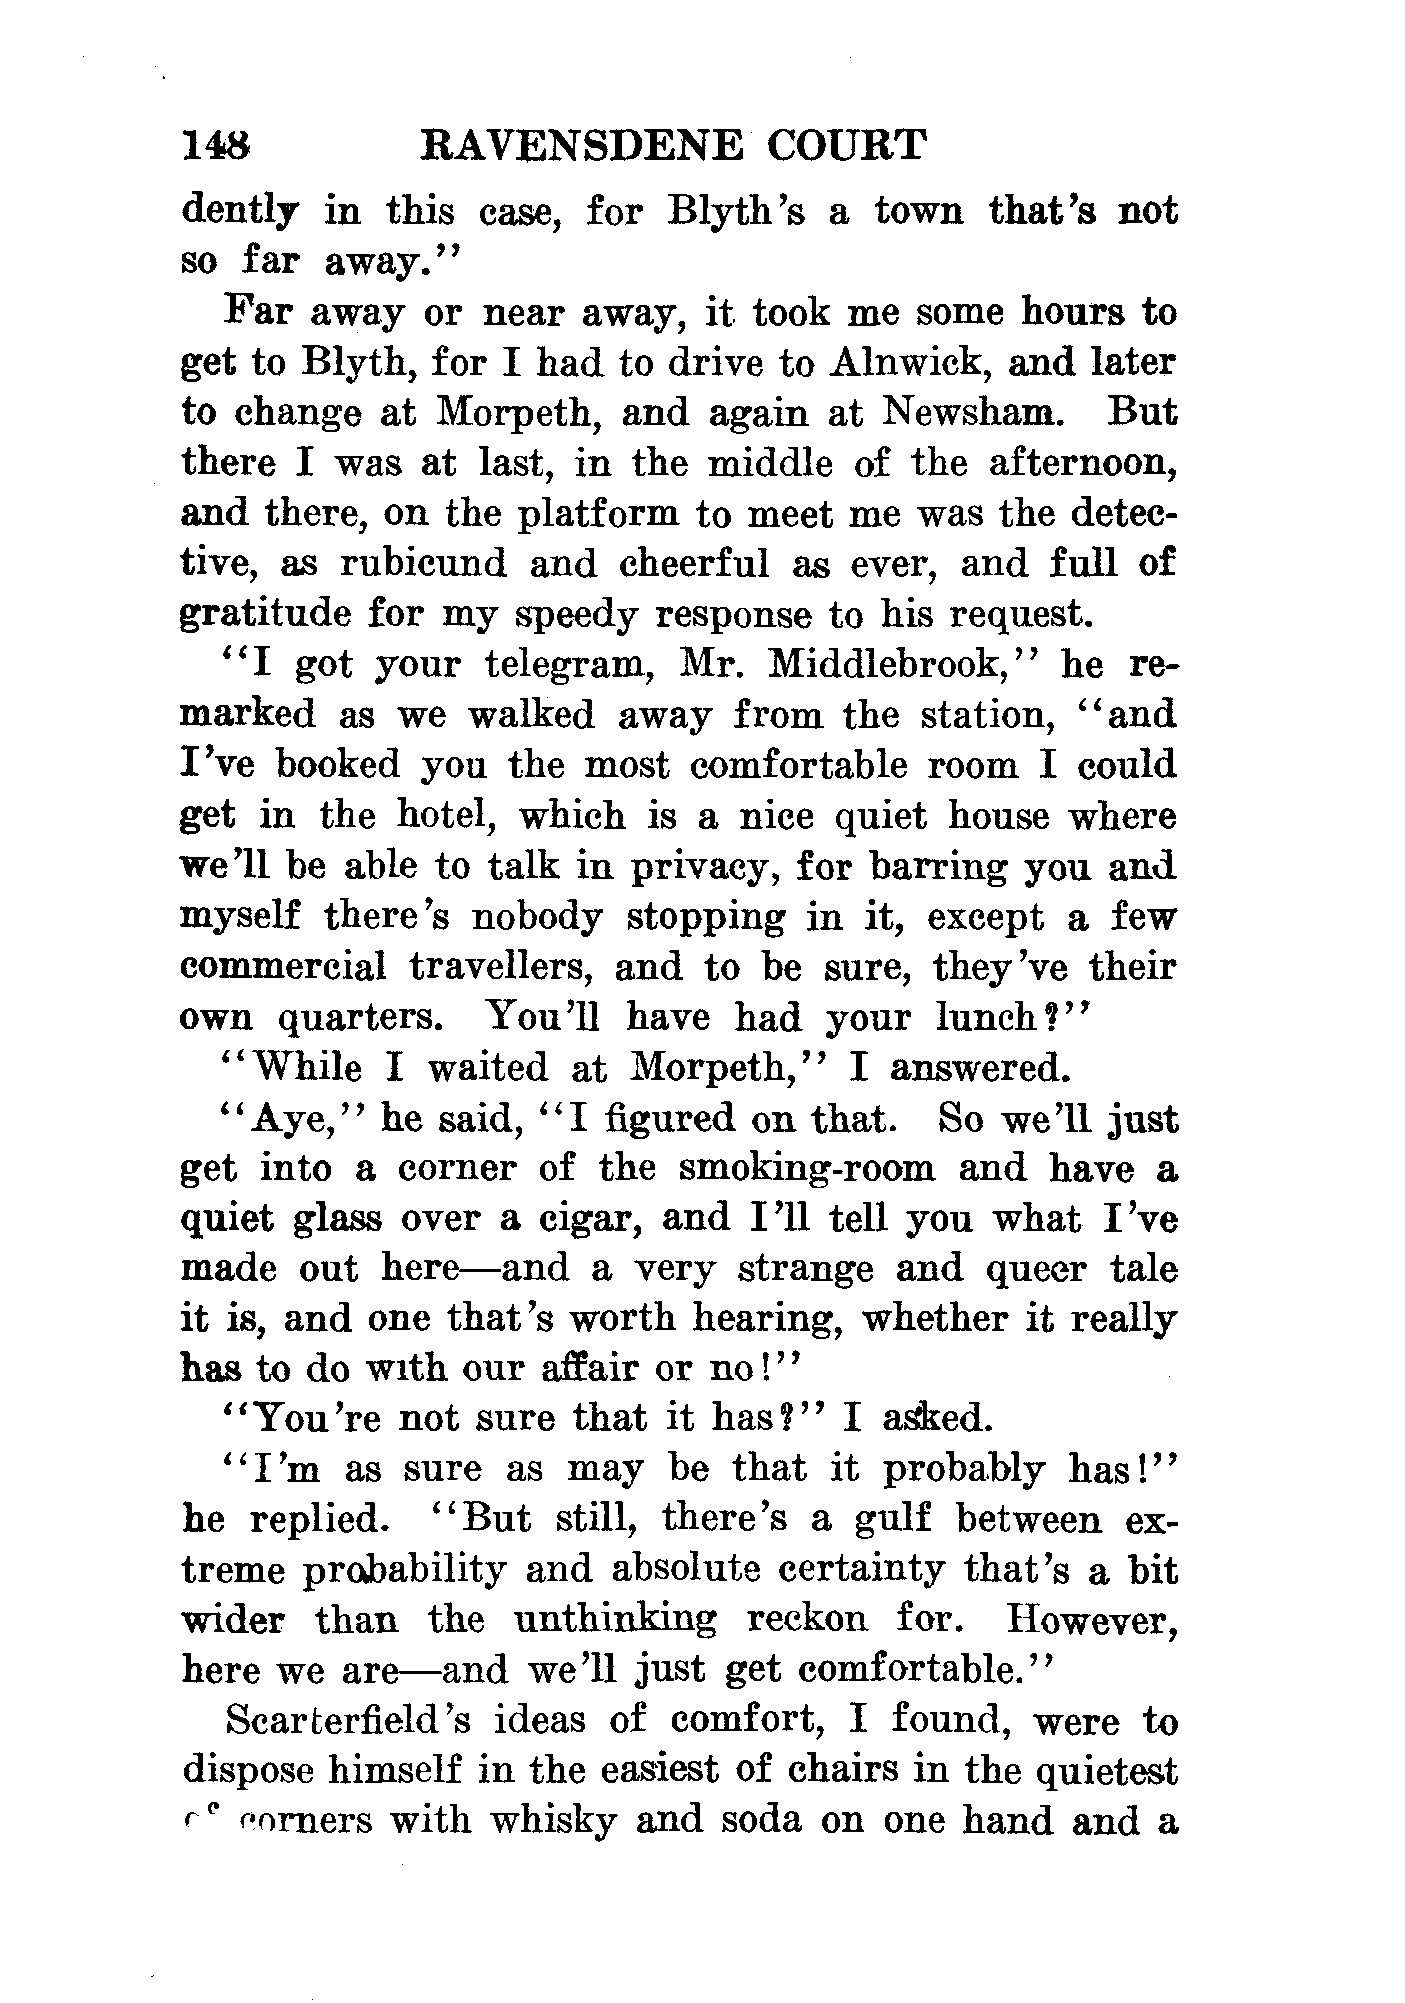 148 RAVENSDENE COURT
dently in this case, for Blyth's a town that's not
so far away."
Far away or near away, it took me some hours to
get to Blyth, for I had to drive to Alnwick, and later
to change at Morpeth, and again at Newsham. But
there I was at last, in the middle of the afternoon,
and there, on the platform to meet me was the detec-
tive, as rubicund and cheerful as ever, and full of
gratitude for my speedy response to his request.
"I got your telegram, Mr. Middlebrook," he re-
marked as we walked away from the station, "and
I've booked you the most comfortable room I could
get in the hotel, which is a nice quiet house where
we'll be able to talk in privacy, for barring you and
myself there's nobody stopping in it, except a few
commercial travellers, and to be sure, they've their
own quarters. You'll have had your lunch?"
"While I waited at Morpeth," I answered.
"Aye," he said, "I figured on that. So we'll just
get into a corner of the smoking-room and have a
quiet glass over a cigar, and I'll tell you what I've
made out here—and a very strange and queer tale
it is, and one that's worth hearing, whether it really
has to do with our affair or no!"
"You're not sure that it has?" I asked.
"I'm as sure as may be that it probably has!"
he replied. "But still, there's a gulf between ex-
treme probability and absolute certainty that's a bit
wider than the unthinking reckon for. However,
here we are—and we'll just get comfortable."
Scarterfield's ideas of comfort, I found, were to
dispose himself in the easiest of chairs in the quietest
of corners with whisky and soda on one hand and a